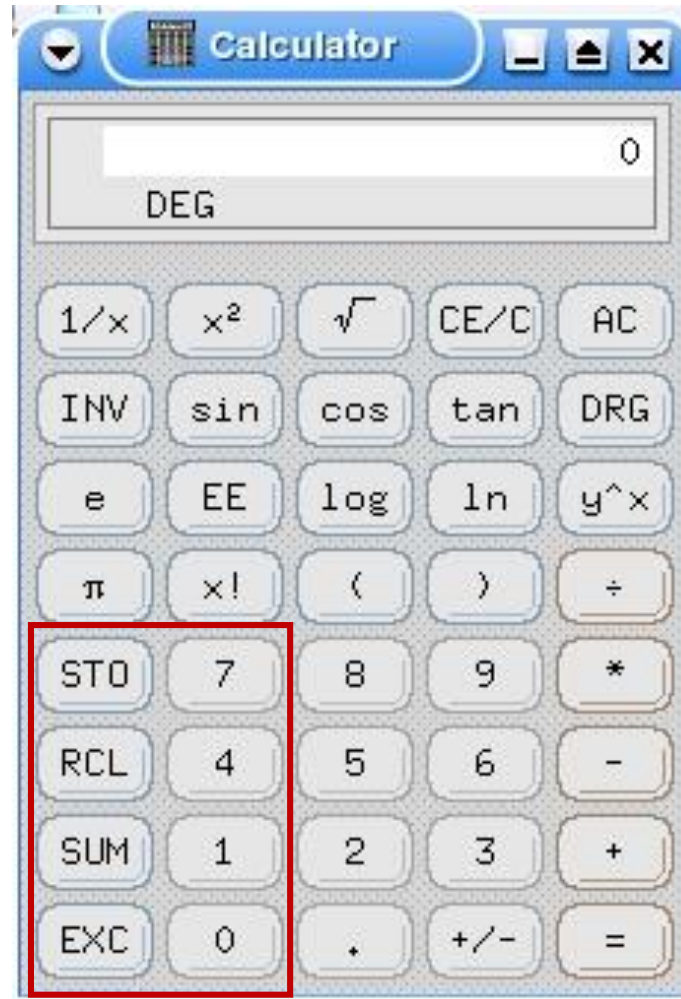 Calculator
0
DEG
1/x x² √ CE/C AC
INV sin cos tan DRG
e EE log ln y^x
π x! ( ) ÷
STO 7 8 9 *
RCL 4 5 6 -
SUM 1 2 3 +
EXC 0 . +/- =